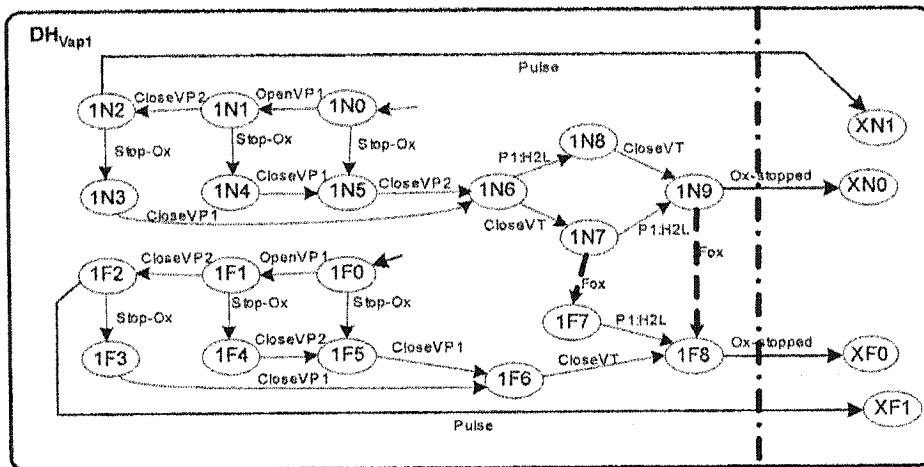 DHVap1
Pulse
1N2 CloseVP2 1N1 OpenVP1 1N0
XN1
Stop-Ox Stop-Ox Stop-Ox
1N8
P1:H2L CloseVT
1N3 1N4 CloseVP1 1N5 CloseVP2 1N6 1N9 Ox-stopped XN0
CloseVP1
CloseVT P1:H2L
1N7
Fox
1F2 CloseVP2 1F1 OpenVP1 1F0
Fox
Stop-Ox Stop-Ox Stop-Ox
1F7 P1:H2L
1F3 1F4 CloseVP2 1F5 CloseVP1
CloseVP1 1F6 CloseVT 1F8 Ox-stopped XF0
XF1
Pulse